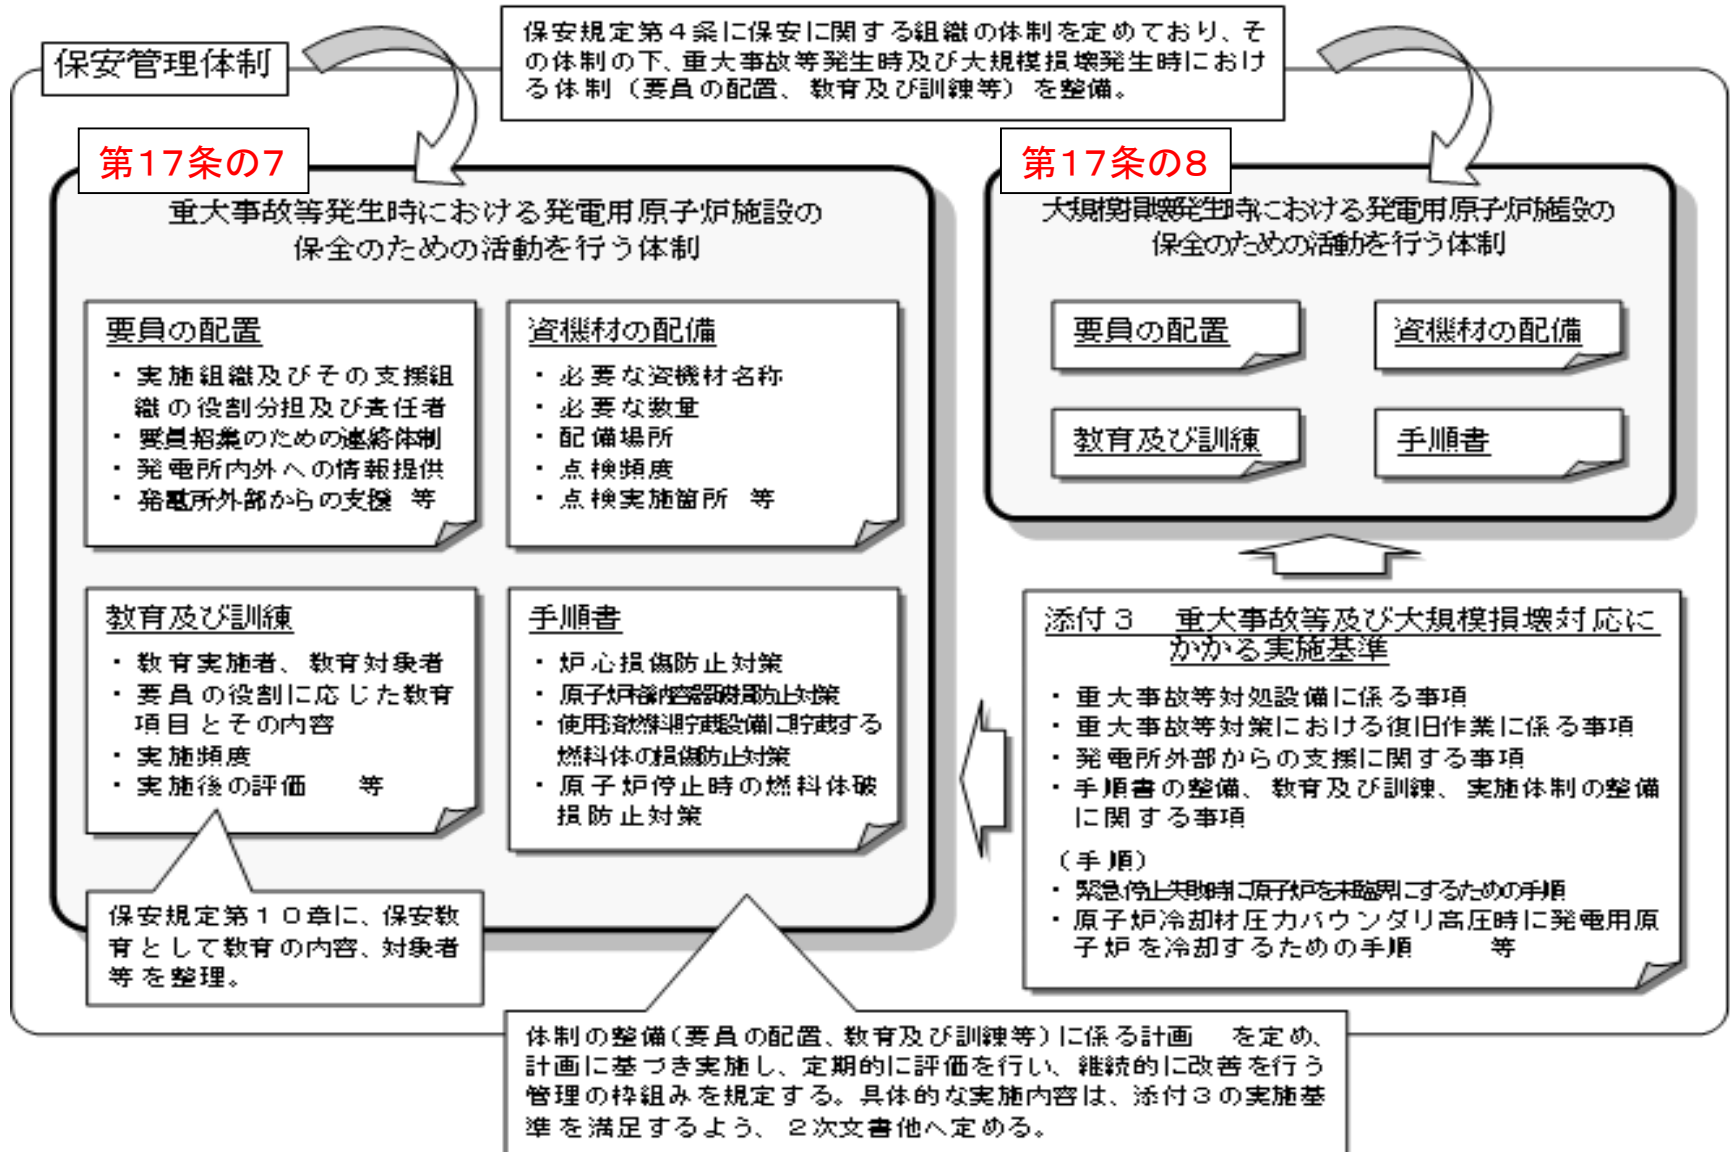 保安管理体制
保安規定第4条に保安に関する組織の体制を定めており、そ
の体制の下、重大事故等発生時及び大規模損壊発生時におけ
る体制（要員の配置、教育及び訓練等）を整備。
第17条の7
重大事故等発生時における発電用原子炉施設の
保全のための活動を行う体制
要員の配置
・実施組織及びその支援組
織の役割分担及び責任者
・要員招集のための連絡体制
・発電所内外への情報提供
・発電所外部からの支援 等
資機材の配備
・必要な資機材名称
・必要な数量
・配備場所
・点検頻度
・点検実施箇所 等
教育及び訓練
・教育実施者、教育対象者
・要員の役割に応じた教育
項目とその内容
・実施頻度
・実施後の評価 等
手順書
・炉心損傷防止対策
・原子炉格納容器破損防止対策
・使用済燃料貯蔵設備に貯蔵する
燃料体の損傷防止対策
・原子炉停止時の燃料体破
損防止対策
保安規定第10章に、保安教
育として教育の内容、対象者
等を整理。
第17条の8
大規模損壊発生時における発電用原子炉施設の
保全のための活動を行う体制
要員の配置
資機材の配備
教育及び訓練
手順書
添付3 重大事故等及び大規模損壊対応に
かかる実施基準
・重大事故等対処設備に係る事項
・重大事故等対策における復旧作業に係る事項
・発電所外部からの支援に関する事項
・手順書の整備、教育及び訓練、実施体制の整備
に関する事項
（手順）
・緊急停止失敗時に原子炉を未臨界にするための手順
・原子炉冷却材圧力バウンダリ高圧時に発電用原
子炉を冷却するための手順 等
体制の整備（要員の配置、教育及び訓練等）に係る計画 を定め、
計画に基づき実施し、定期的に評価を行い、継続的に改善を行う
管理の枠組みを規定する。具体的な実施内容は、添付3の実施基
準を満足するよう、2次文書他へ定める。